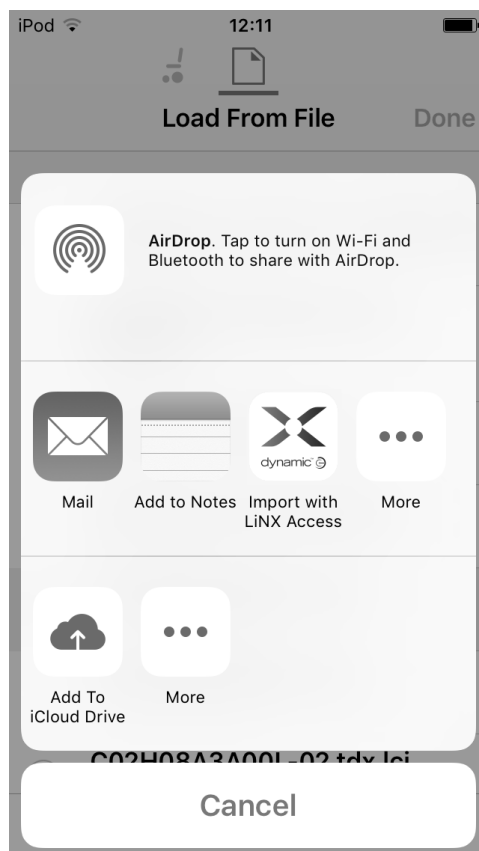 iPod 12:11
Load From File Done
AirDrop. Tap to turn on Wi-Fi and
Bluetooth to share with AirDrop.
dynamic
Mail Add to Notes Import with
LiNX Access More
Add To
iCloud Drive More
Cancel